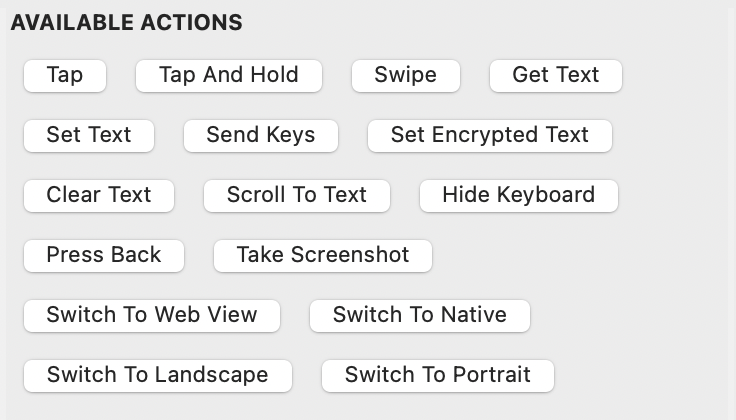 AVAILABLE ACTIONS
Tap Tap And Hold Swipe Get Text
Set Text Send Keys Set Encrypted Text
Clear Text Scroll To Text Hide Keyboard
Press Back Take Screenshot
Switch To Web View Switch To Native
Switch To Landscape Switch To Portrait